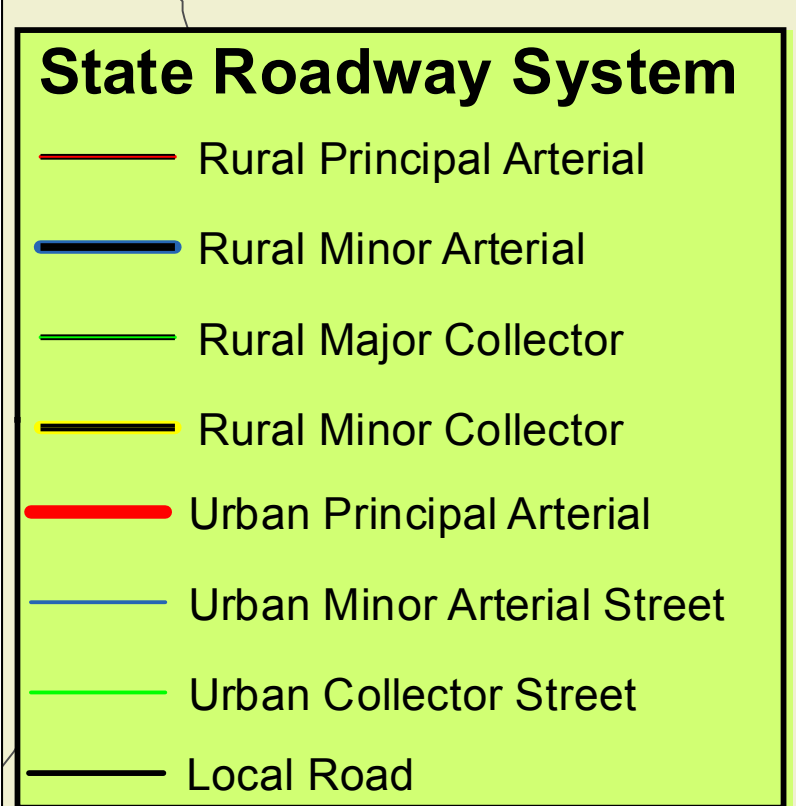 State Roadway System
Rural Principal Arterial
Rural Minor Arterial
Rural Major Collector
Rural Minor Collector
Urban Principal Arterial
Urban Minor Arterial Street
Urban Collector Street
Local Road